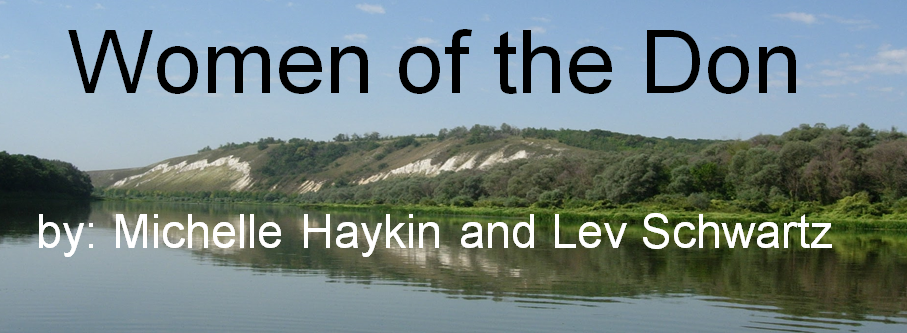 Women of the Don
by: Michelle Haykin and Lev Schwartz